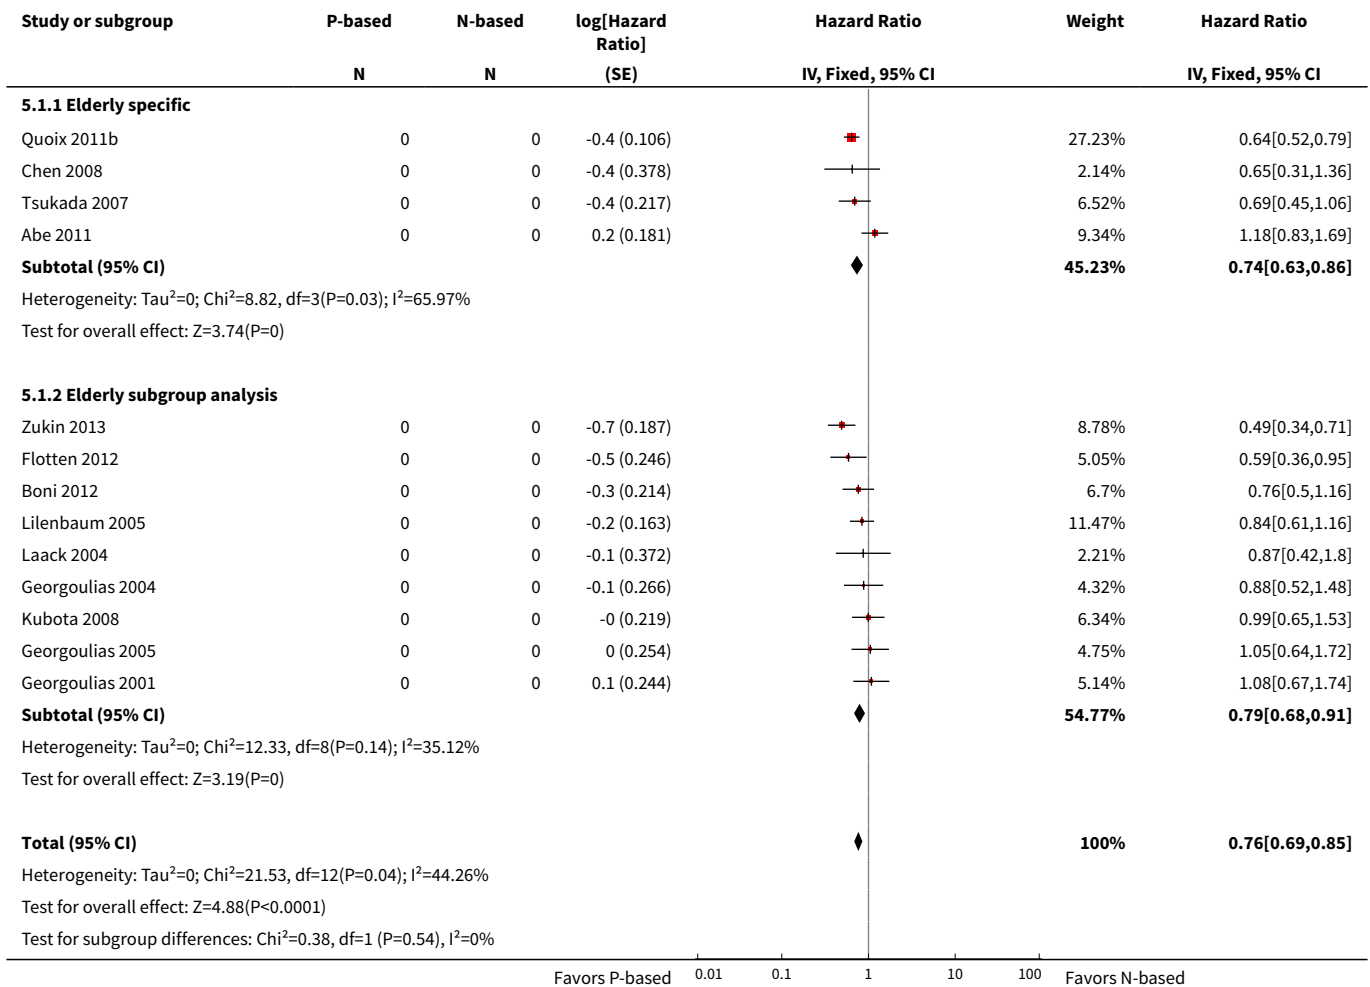 Study or subgroup P-based N-based log[Hazard Ratio] Hazard Ratio Weight Hazard Ratio
N N (SE) IV, Fixed, 95% CI IV, Fixed, 95% CI
5.1.1 Elderly specific
Quoix 2011b 0 0 -0.4 (0.106) 27.23% 0.64[0.52,0.79]
Chen 2008 0 0 -0.4 (0.378) 2.14% 0.65[0.31,1.36]
Tsukada 2007 0 0 -0.4 (0.217) 6.52% 0.69[0.45,1.06]
Abe 2011 0 0 0.2 (0.181) 9.34% 1.18[0.83,1.69]
Subtotal (95% CI) 45.23% 0.74[0.63,0.86]
Heterogeneity: Tau²=0; Chi²=8.82, df=3(P=0.03); I²=65.97%
Test for overall effect: Z=3.74(P=0)
5.1.2 Elderly subgroup analysis
Zukin 2013 0 0 -0.7 (0.187) 8.78% 0.49[0.34,0.71]
Flotten 2012 0 0 -0.5 (0.246) 5.05% 0.59[0.36,0.95]
Boni 2012 0 0 -0.3 (0.214) 6.7% 0.76[0.5,1.16]
Lilenbaum 2005 0 0 -0.2 (0.163) 11.47% 0.84[0.61,1.16]
Laack 2004 0 0 -0.1 (0.372) 2.21% 0.87[0.42,1.8]
Georgoulias 2004 0 0 -0.1 (0.266) 4.32% 0.88[0.52,1.48]
Kubota 2008 0 0 -0 (0.219) 6.34% 0.99[0.65,1.53]
Georgoulias 2005 0 0 0 (0.254) 4.75% 1.05[0.64,1.72]
Georgoulias 2001 0 0 0.1 (0.244) 5.14% 1.08[0.67,1.74]
Subtotal (95% CI) 54.77% 0.79[0.68,0.91]
Heterogeneity: Tau²=0; Chi²=12.33, df=8(P=0.14); I²=35.12%
Test for overall effect: Z=3.19(P=0)
Total (95% CI) 100% 0.76[0.69,0.85]
Heterogeneity: Tau²=0; Chi²=21.53, df=12(P=0.04); I²=44.26%
Test for overall effect: Z=4.88(P<0.0001)
Test for subgroup differences: Chi²=0.38, df=1 (P=0.54), I²=0%
Favors P-based 0.01 0.1 1 10 100 Favors N-based